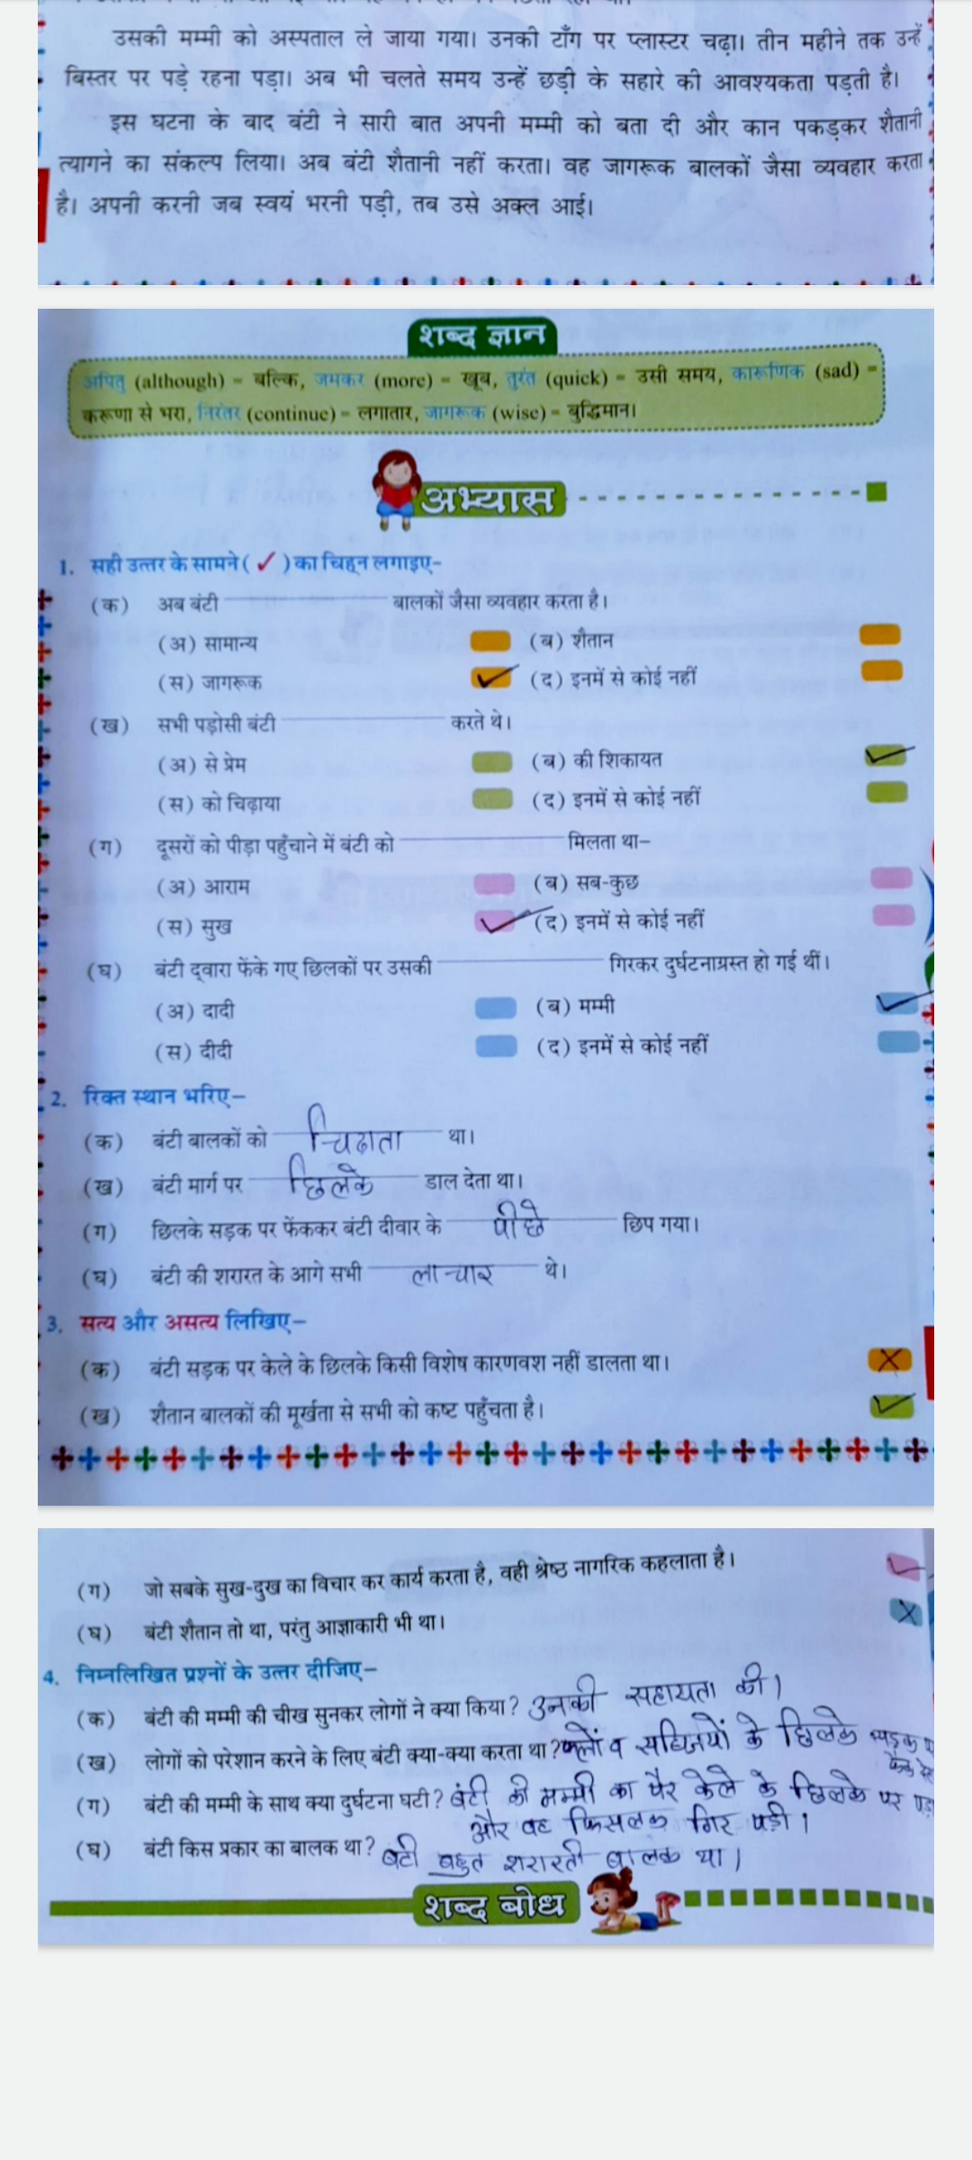 उसकी मम्मी को अस्पताल ले जाया गया। उनकी टाँग पर प्लास्टर चढ़ा। तीन महीने तक उन्हें
बिस्तर पर पड़े रहना पड़ा। अब भी चलते समय उन्हें छड़ी के सहारे की आवश्यकता पड़ती है।
इस घटना के बाद बंटी ने सारी बात अपनी मम्मी को बता दी और कान पकड़कर शैतानी
त्यागने का संकल्प लिया। अब बंटी शैतानी नहीं करता। वह जागरूक बालकों जैसा व्यवहार करता
है। अपनी करनी जब स्वयं भरनी पड़ी, तब उसे अक्ल आई।
शब्द ज्ञान
अपितु (although) = बल्कि, जमकर (more) = खूब, तुरंत (quick) = उसी समय, कारूणिक (sad) =
करूणा से भरा, निरंतर (continue) = लगातार, जागरूक (wise) = बुद्धिमान।
अभ्यास
1. सही उत्तर के सामने ( ✓ ) का चिह्न लगाइए–
(क) अब बंटी ____ बालकों जैसा व्यवहार करता है।
(अ) सामान्य (ब) शैतान
(स) जागरूक ✓ (द) इनमें से कोई नहीं
(ख) सभी पड़ोसी बंटी ____ करते थे।
(अ) से प्रेम (ब) की शिकायत ✓
(स) को चिढ़ाया (द) इनमें से कोई नहीं
(ग) दूसरों को पीड़ा पहुँचाने में बंटी को ____ मिलता था–
(अ) आराम (ब) सब-कुछ
(स) सुख ✓ (द) इनमें से कोई नहीं
(घ) बंटी द्वारा फेंके गए छिलकों पर उसकी ____ गिरकर दुर्घटनाग्रस्त हो गई थीं।
(अ) दादी (ब) मम्मी ✓
(स) दीदी (द) इनमें से कोई नहीं
2. रिक्त स्थान भरिए–
(क) बंटी बालकों को चिढाता था।
(ख) बंटी मार्ग पर छिलके डाल देता था।
(ग) छिलके सड़क पर फेंककर बंटी दीवार के पीछे छिप गया।
(घ) बंटी की शरारत के आगे सभी लाचार थे।
3. सत्य और असत्य लिखिए–
(क) बंटी सड़क पर केले के छिलके किसी विशेष कारणवश नहीं डालता था। ✗
(ख) शैतान बालकों की मूर्खता से सभी को कष्ट पहुँचता है। ✓
(ग) जो सबके सुख-दुख का विचार कर कार्य करता है, वही श्रेष्ठ नागरिक कहलाता है। ✓
(घ) बंटी शैतान तो था, परंतु आज्ञाकारी भी था। ✗
4. निम्नलिखित प्रश्नों के उत्तर दीजिए–
(क) बंटी की मम्मी की चीख सुनकर लोगों ने क्या किया? उनकी सहायता की।
(ख) लोगों को परेशान करने के लिए बंटी क्या-क्या करता था? फलों व सब्जियों के छिलके सड़क
(ग) बंटी की मम्मी के साथ क्या दुर्घटना घटी? बंटी की मम्मी का पैर केले के छिलके पर
और वह फिसलक गिर पड़ी।
(घ) बंटी किस प्रकार का बालक था? बंटी बहुत शरारती बालक था।
शब्द बोध